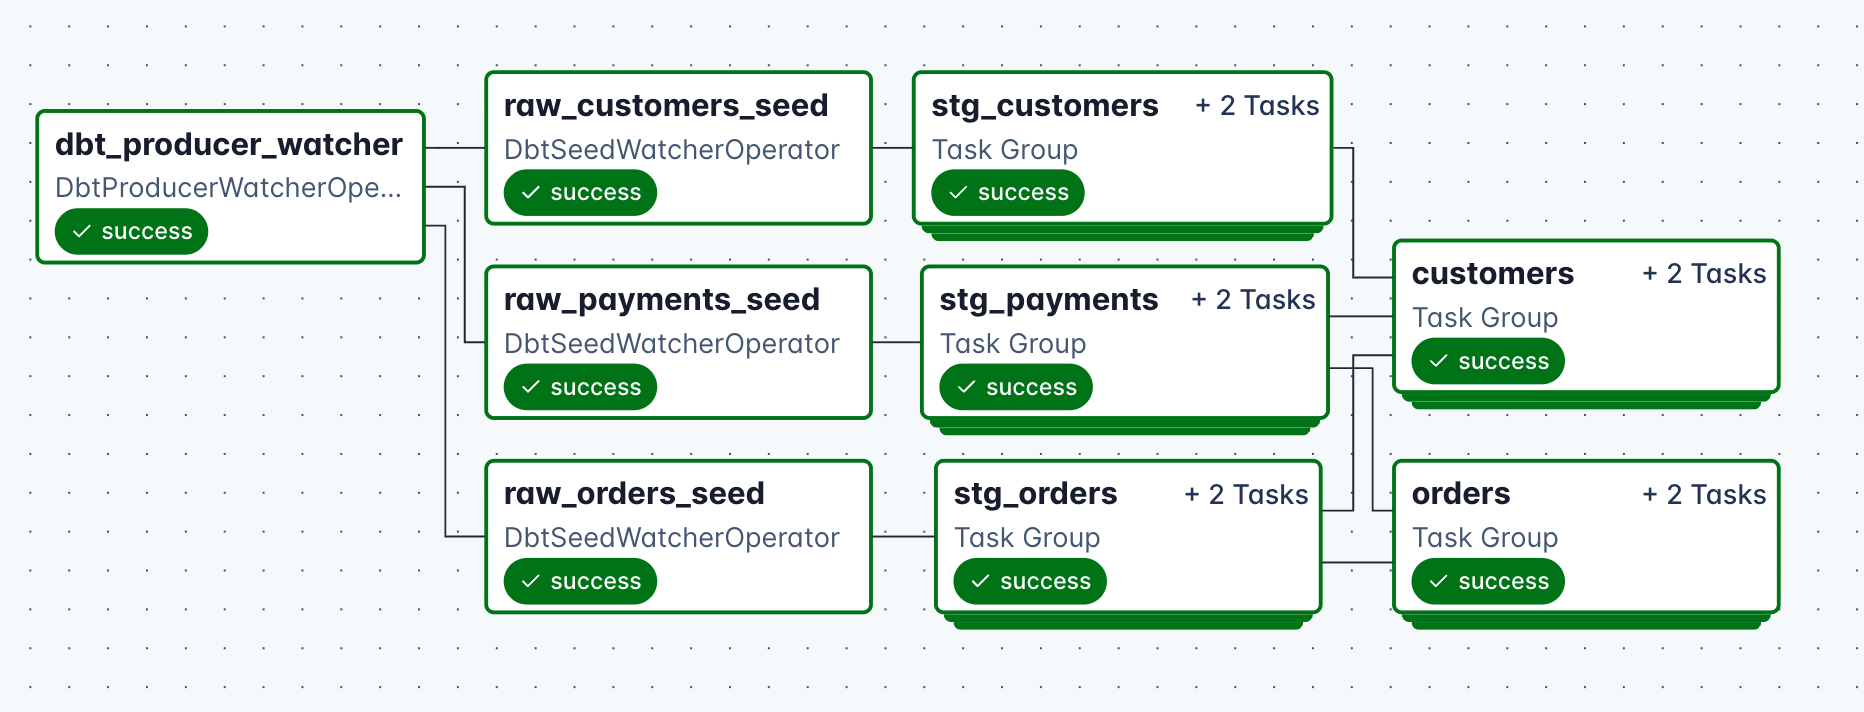 dbt_producer_watcher
DbtProducerWatcherOpe...
success
raw_customers_seed
DbtSeedWatcherOperator
success
stg_customers + 2 Tasks
Task Group
success
raw_payments_seed
DbtSeedWatcherOperator
success
stg_payments + 2 Tasks
Task Group
success
customers + 2 Tasks
Task Group
success
raw_orders_seed
DbtSeedWatcherOperator
success
stg_orders + 2 Tasks
Task Group
success
orders + 2 Tasks
Task Group
success